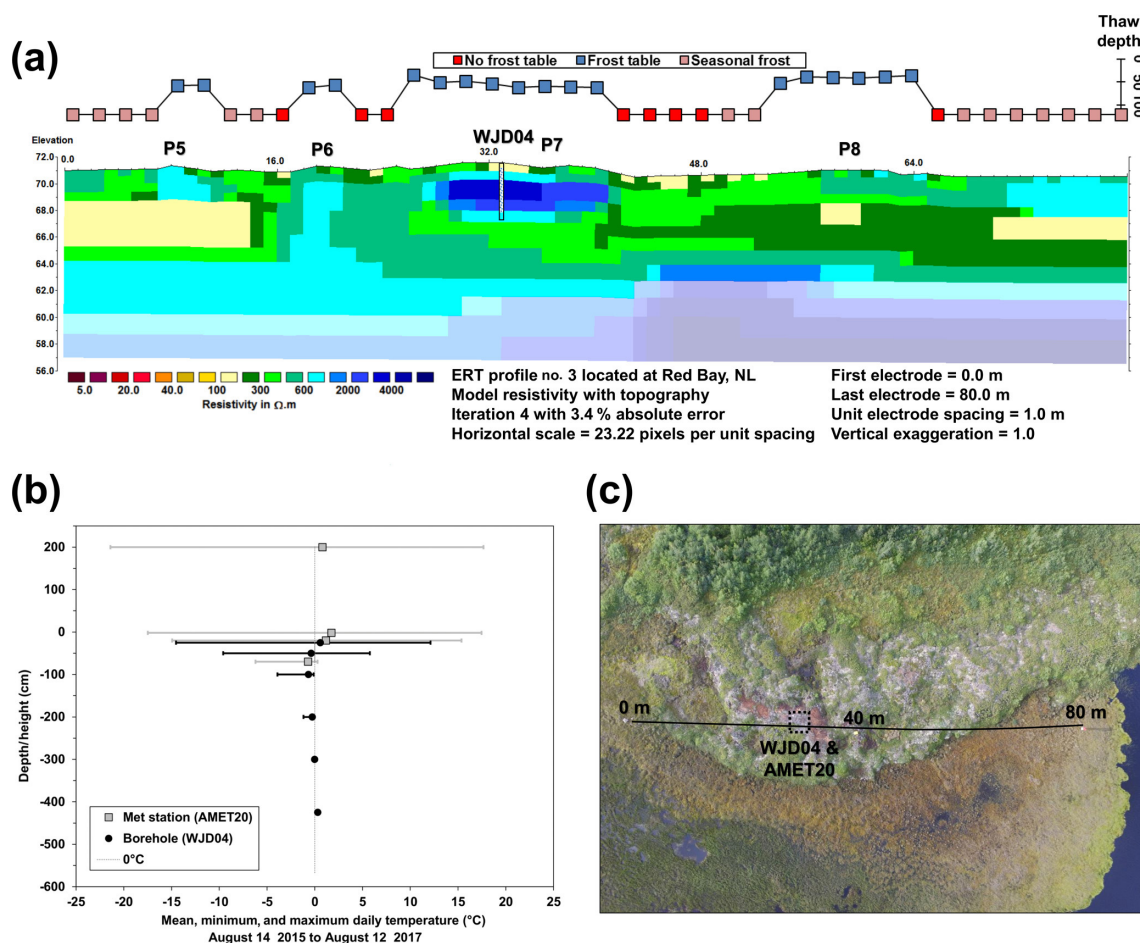 (a)
Thaw
depth
0
50
100
No frost table
Frost table
Seasonal frost
WJD04
P5
P6
P7
P8
Elevation
0.0
16.0
32.0
48.0
64.0
72.0
70.0
68.0
66.0
64.0
62.0
60.0
58.0
56.0
5.0 20.0 40.0 100 300 600 2000 4000
Resistivity in Ω.m
ERT profile no. 3 located at Red Bay, NL
Model resistivity with topography
Iteration 4 with 3.4 % absolute error
Horizontal scale = 23.22 pixels per unit spacing
First electrode = 0.0 m
Last electrode = 80.0 m
Unit electrode spacing = 1.0 m
Vertical exaggeration = 1.0
(b)
200
100
0
-100
-200
-300
-400
-500
-600
Depth/height (cm)
Met station (AMET20)
Borehole (WJD04)
0°C
-25 -20 -15 -10 -5 0 5 10 15 20 25
Mean, minimum, and maximum daily temperature (°C)
August 14 2015 to August 12 2017
(c)
0 m
40 m
80 m
WJD04 &
AMET20